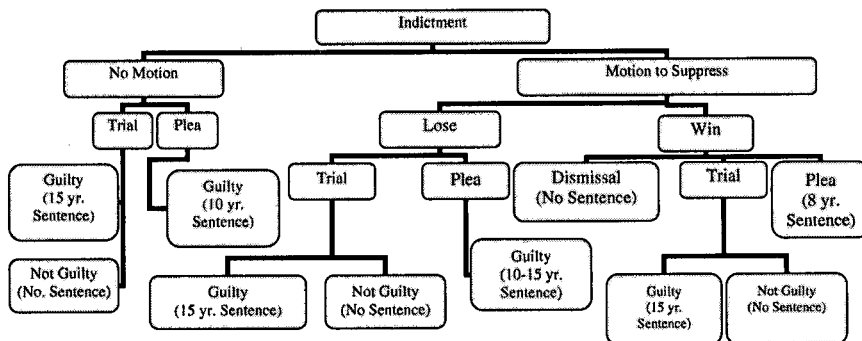 Indictment
No Motion
Motion to Suppress
Trial
Plea
Lose
Win
Guilty
(15 yr.
Sentence)
Guilty
(10 yr.
Sentence)
Trial
Plea
Dismissal
(No Sentence)
Trial
Plea
(8 yr.
Sentence)
Not Guilty
(No. Sentence)
Guilty
(15 yr. Sentence)
Not Guilty
(No Sentence)
Guilty
(10-15 yr.
Sentence)
Guilty
(15 yr.
Sentence)
Not Guilty
(No Sentence)